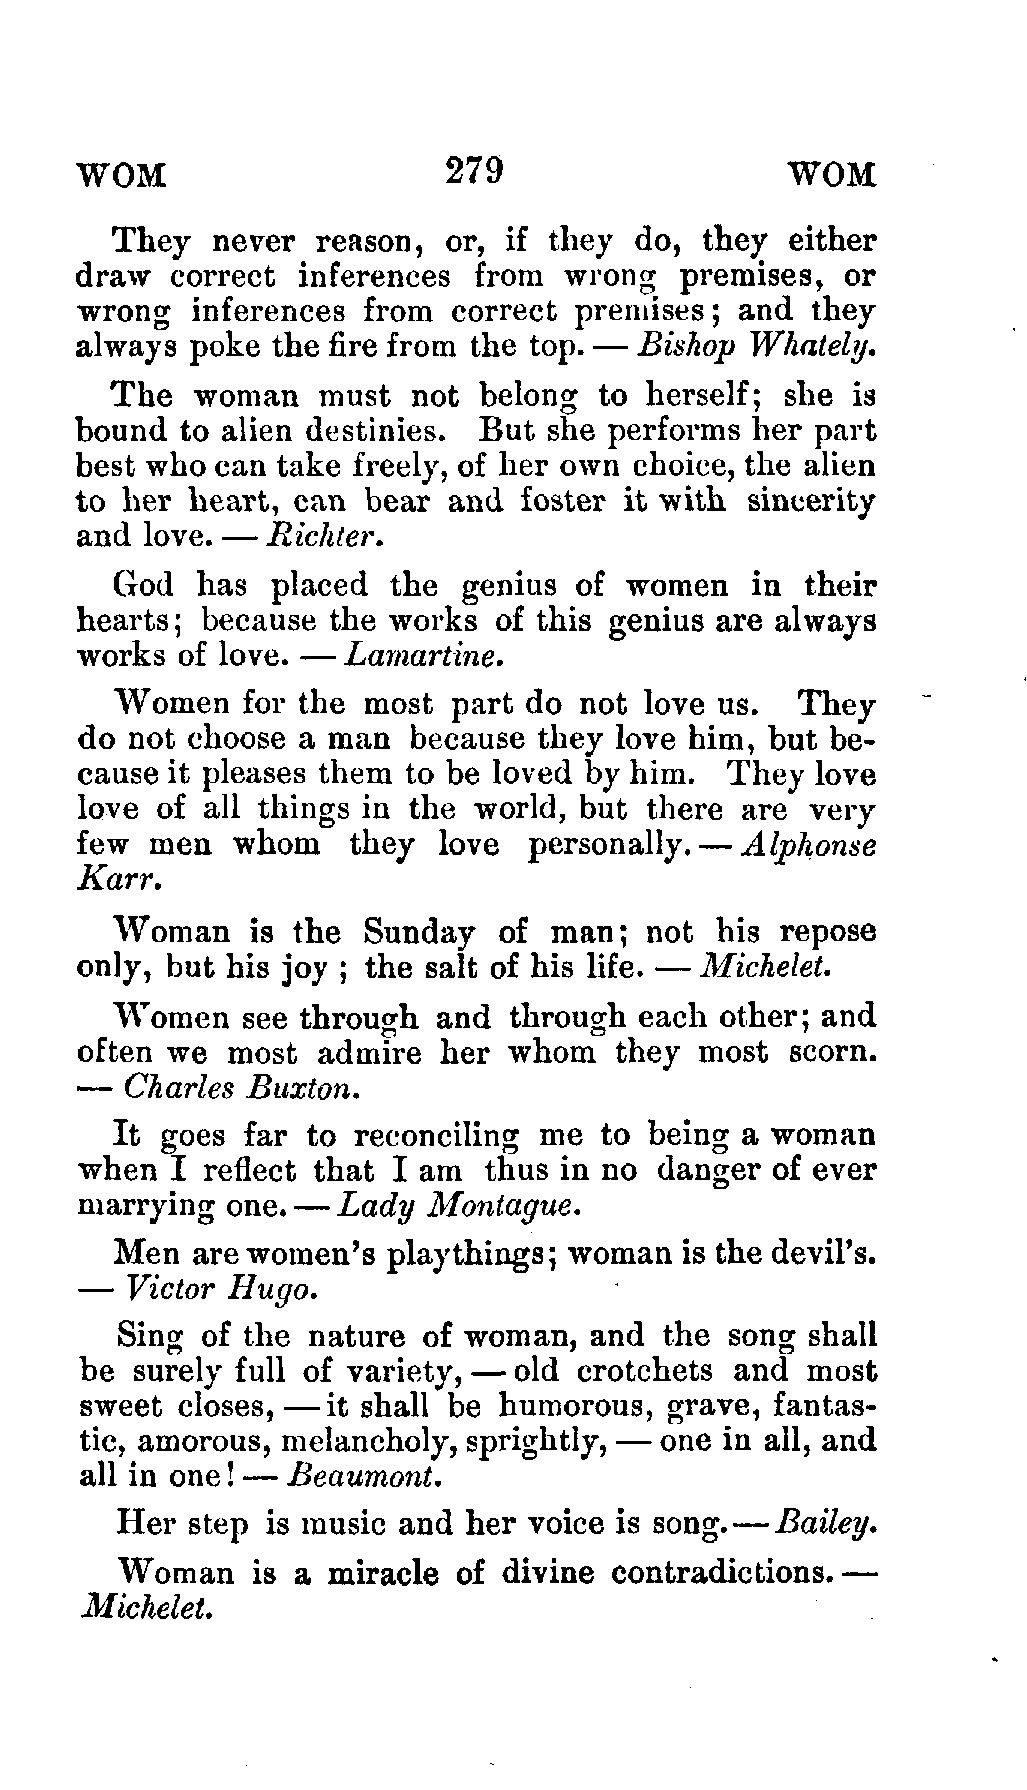 WOM 279 WOM
They never reason, or, if they do, they either
draw correct inferences from wrong premises, or
wrong inferences from correct premises; and they
always poke the fire from the top. — Bishop Whately.
The woman must not belong to herself; she is
bound to alien destinies. But she performs her part
best who can take freely, of her own choice, the alien
to her heart, can bear and foster it with sincerity
and love. — Richter.
God has placed the genius of women in their
hearts; because the works of this genius are always
works of love. — Lamartine.
Women for the most part do not love us. They
do not choose a man because they love him, but be-
cause it pleases them to be loved by him. They love
love of all things in the world, but there are very
few men whom they love personally. — Alphonse
Karr.
Woman is the Sunday of man; not his repose
only, but his joy ; the salt of his life. — Michelet.
Women see through and through each other; and
often we most admire her whom they most scorn.
— Charles Buxton.
It goes far to reconciling me to being a woman
when I reflect that I am thus in no danger of ever
marrying one. — Lady Montague.
Men are women's playthings; woman is the devil's.
— Victor Hugo.
Sing of the nature of woman, and the song shall
be surely full of variety, — old crotchets and most
sweet closes, — it shall be humorous, grave, fantas-
tic, amorous, melancholy, sprightly, — one in all, and
all in one! — Beaumont.
Her step is music and her voice is song. — Bailey.
Woman is a miracle of divine contradictions. —
Michelet.